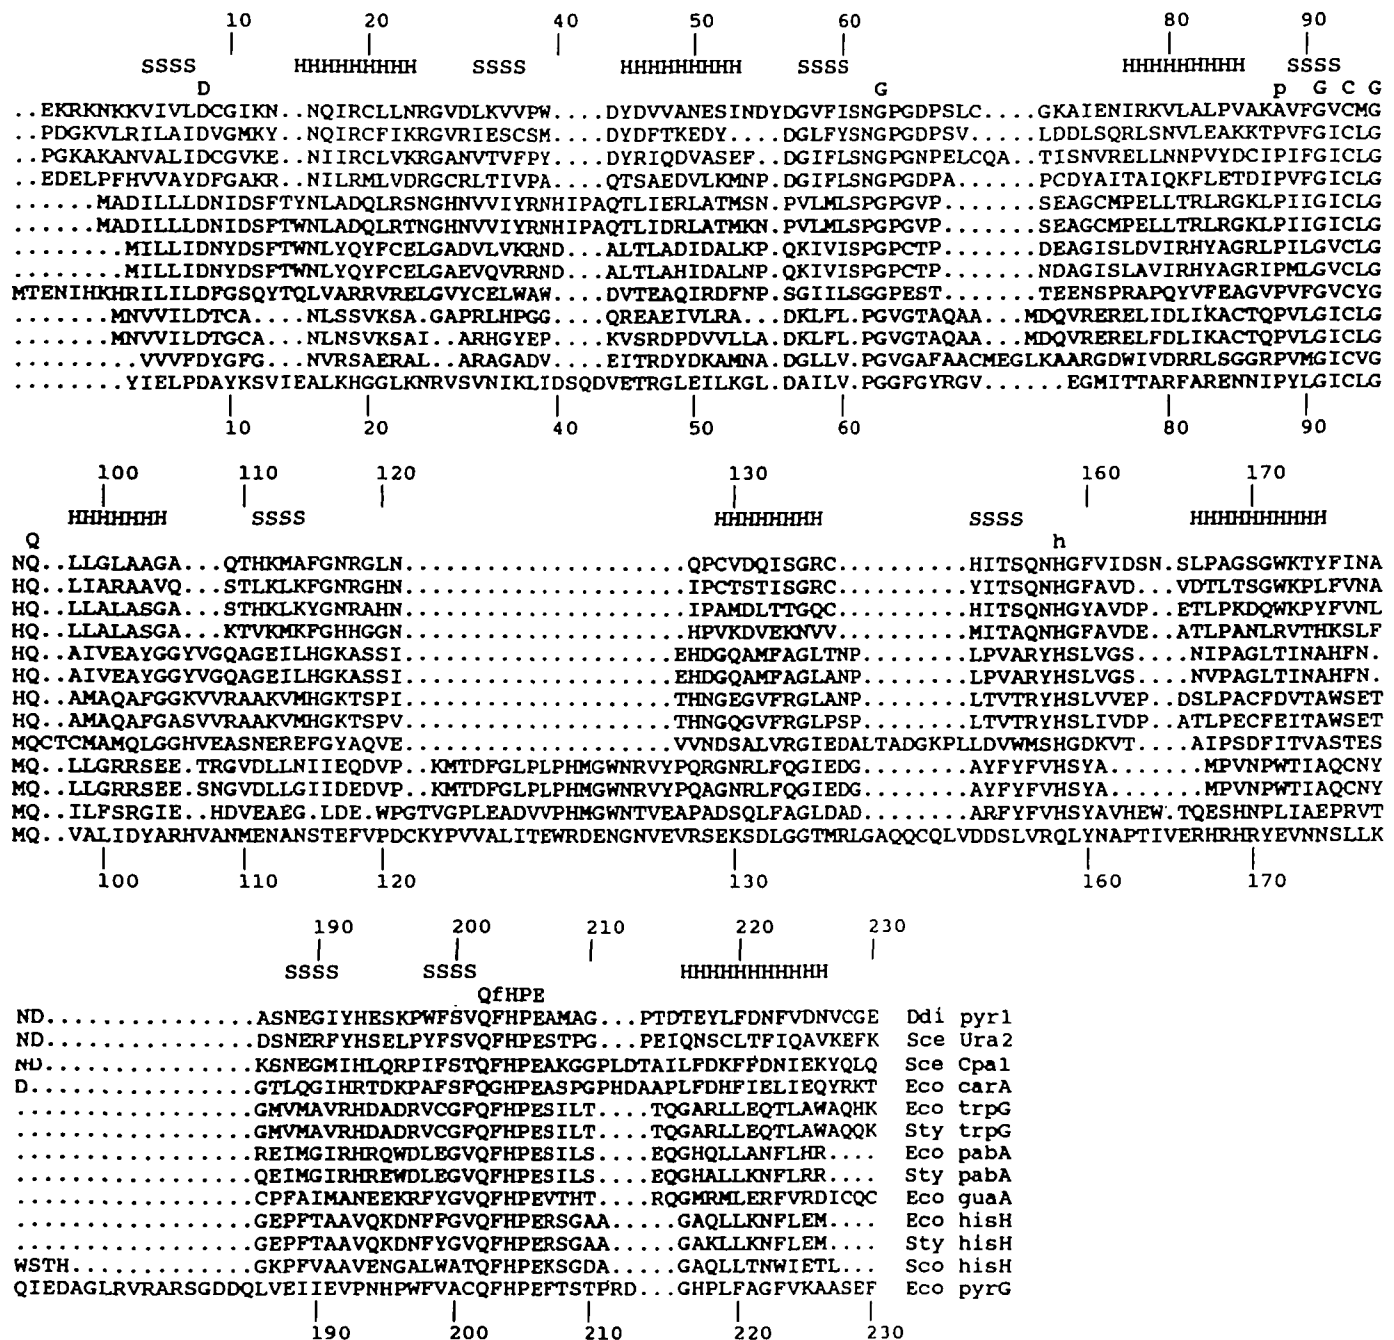 10 20 30 40 50 60 80 90
SSSS HHHHHHHHH SSSS HHHHHHHHH SSSS HHHHHHHHH SSSS
D G p G C G
..EKRKNKKVIVLDCGIKN..NQIRCLLNRGVDLKVVPW....DYDVVANESINDYDGVFISNGPGDPSLC....GKAIENIRKVLALPVAKAVFGVCMG
..PDGKVLRILAIDVGMKY..NQIRCFIKRGVRIESCSM....DYDFTKEDY....DGLFYSNGPGDPSV......LDDLSQRLSNVLEAKKTPVFGICLG
..PGKAKANVALIDCGVKE..NIIRCLVKRGANVTVFPY....DYRIQDVASEF..DGIFLSNGPGNPELCQA..TISNVRELLNNPVYDCIPIFGICLG
..EDELPFHVVAYDFGAKR..NILRMLVDRGCRLTIVPA....QTSAEDVLKMNP.DGIFLSNGPGDPA.......PCDYAITAIQKFLETDIPVFGICLG
......MADILLLDNIDSFTYNLADQLRSNGHNVVIYRNHIPAQTLIERLATMSN.PVLMLSPGPGVP........SEAGCMPELLTRLRGKLPIIGICLG
......MADILLLDNIDSFTWNLADQLRTNGHNVVIYRNHIPAQTLIDRLATMKN.PVLMLSPGPGVP........SEAGCMPELLTRLRGKLPIIGICLG
........MILLIDNYDSFTWNLYQYFCELGADVLVKRND...ALTLADIDALKP.QKIVISPGPCTP........DEAGISLDVIRHYAGRLPILGVCLG
........MILLIDNYDSFTWNLYQYFCELGAEVQVRRND...ALTLAHIDALNP.QKIVISPGPCTP........NDAGISLAVIRHYAGRIPMLGVCLG
MTENIHKHRILILDFGSQYTQLVARRVRELGVYCELWAW....DVTEAQIRDFNP.SGIILSGGPEST........TEENSPRAPQYVFEAGVPVFGVCYG
.......MNVVILDTGCA....NLSSVKSA.GAPRLHPGG....QREAEIVLRA...DKLFL.PGVGTAQAA....MDQVRERELIDLIKACTQPVLGICLG
.......MNVVILDTGCA....NLNSVKSAI..ARHGYEP....KVSRDPDVVLLA.DKLFL.PGVGTAQAA....MDQVRERELFDLIKACTQPVLGICLG
.........VVVFDYGFG....NVRSAERAL..ARAGADV....EITRDYDKAMNA.DGLLV.PGVGAFAACMEGLKAARGDWIVDRRLSGGRPVMGICVG
........YIELPDAYKSVIEALKHGGLKNRVSVNIKLIDSQDVETRGLEILKGL.DAILV.PGGFGYRGV.......EGMITTARFARENNIPYLGICLG
10 20 30 40 50 60 80 90
100 110 120 130 160 170
HHHHHHH SSSS HHHHHHHH SSSS HHHHHHHHHH
Q h
NQ..LLGLAAGA...QTHKMAFGNRGLN.....................QPCVDQISGRC..........HITSQNHGFVIDSN.SLPAGSGWKTYFINA
HQ..LIARAAVQ...STLKLKFGNRGHN.....................IPCTSTISGRC..........YITSQNHGFAVD...VDTLTSGWKPLFVNA
HQ..LLALASGA...STHKLKYGNRAHN.....................IPAMDLTTGQC..........HITSQNHGYAVDP..ETLPKDQWKPYFVNL
HQ..LLALASGA...KTVKMKFGHHGGN.....................HPVKDVEKNVV..........MITAQNHGFAVDE..ATLPANLRVTHKSLF
HQ..AIVEAYGGYVGQAGEILHGKASSI....................EHDGQAMFAGLTNP........LPVARYHSLVGS....NIPAGLTINAHFN.
HQ..AIVEAYGGYVGQAGEILHGKASSI....................EHDGQAMFAGLANP........LPVARYHSLVGS....NVPAGLTINAHFN.
HQ..AMAQAFGGKVVRAAKVMHGKTSPI....................THNGEGVFRGLANP........LTVTRYHSLVVEP..DSLPACFDVTAWSET
HQ..AMAQAFGASVVRAAKVMHGKTSPV....................THNGQGVFRGLPSP........LTVTRYHSLIVDP..ATLPECFEITAWSET
MQCTCMAMQLGGHVEASNEREFGYAQVE....................VVNDSALVRGIEDALTADGKPLLDVWMSHGDKVT....AIPSDFITVASTES
MQ..LLGRRSEE.TRGVDLLNIIEQDVP..KMTDFGLPLPHMGWNRVYPQRGNRLFQGIEDG........AYFYFVHSYA.......MPVNPWTIAQCNY
MQ..LLGRRSEE.SNGVDLLGIIDEDVP..KMTDFGLPLPHMGWNRVYPQAGNRLFQGIEDG........AYFYFVHSYA.......MPVNPWTIAQCNY
MQ..ILFSRGIE..HDVEAEG.LDE.WPGTVGPLEADVVPHMGWNTVEAPADSQLFAGLDAD........ARFYFVHSYAVHEW.TQESHNPLIAEPRVT
MQ..VALIDYARHVANMENANSTEFVPDCKYPVVALITEWRDENGNVEVRSEKSDLGGTMRLGAQQCQLVDDSLVRQLYNAPTIVERHRHRYEVNNSLLK
100 110 120 130 160 170
190 200 210 220 230
SSSS SSSS HHHHHHHHHHH
QfHPE
ND................ASNEGIYHESKPWFSVQFHPEAMAG...PTDTEYLFDNFVDNVCGE Ddi pyr1
ND................DSNERFYHSELPYFSVQFHPESTPG...PEIQNSCLTFIQAVKEFK Sce Ura2
ND................KSNEGMIHLQRPIFSTQFHPEAKGGPLDTAILFDKFFDNIEKYQLQ Sce Cpa1
D.................GTLQGIHRTDKPAFSFQGHPEASPGPHDAAPLFDHFIELIEQYRKT Eco carA
..................GMVMAVRHDADRVCGFQFHPESILT....TQGARLLEQTLAWAQHK Eco trpG
..................GMVMAVRHDADRVCGFQFHPESILT....TQGARLLEQTLAWAQQK Sty trpG
..................REIMGIRHRQWDLEGVQFHPESILS....EQGHQLLANFLHR.... Eco pabA
..................QEIMGIRHREWDLEGVQFHPESILS....EQGHALLKNFLRR.... Sty pabA
..................CPFAIMANEEKRFYGVQFHPEVTHT....RQGMRMLERFVRDICQC Eco guaA
..................GEPFTAAVQKDNFFGVQFHPERSGAA.....GAQLLKNFLEM.... Eco hisH
..................GEPFTAAVQKDNFYGVQFHPERSGAA.....GAKLLKNFLEM.... Sty hisH
WSTH..............GKPFVAAVENGALWATQFHPEKSGDA.....GAQLLTNWIETL... Sco hisH
QIEDAGLRVRARSGDDQLVEIIEVPNHPWFVACQFHPEFTSTPRD...GHPLFAGFVKAASEF Eco pyrG
190 200 210 220 230